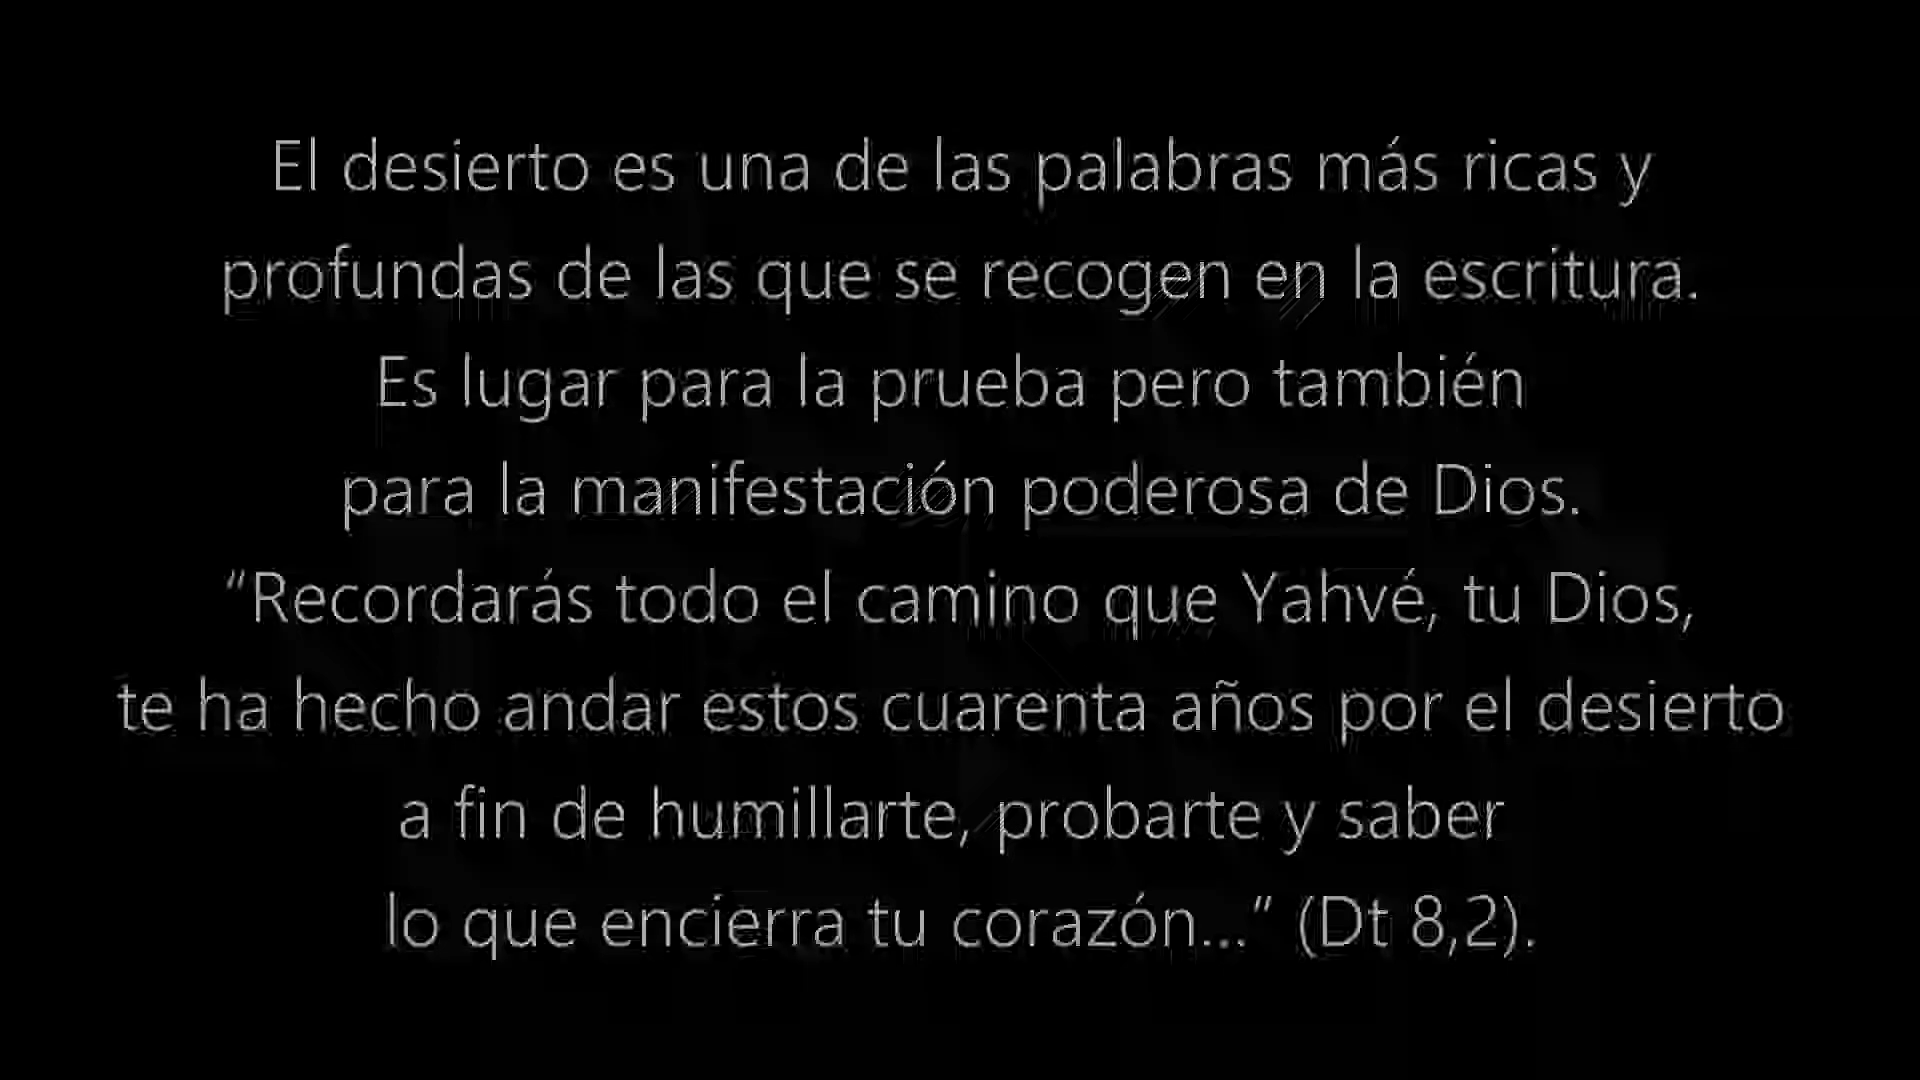 El desierto es una de las palabras más ricas y
profundas de las que se recogen en la escritura.
Es lugar para la prueba pero también
para la manifestación poderosa de Dios.
“Recordarás todo el camino que Yahvé, tu Dios,
te ha hecho andar estos cuarenta años por el desierto
a fin de humillarte, probarte y saber
lo que encierra tu corazón...” (Dt 8,2).